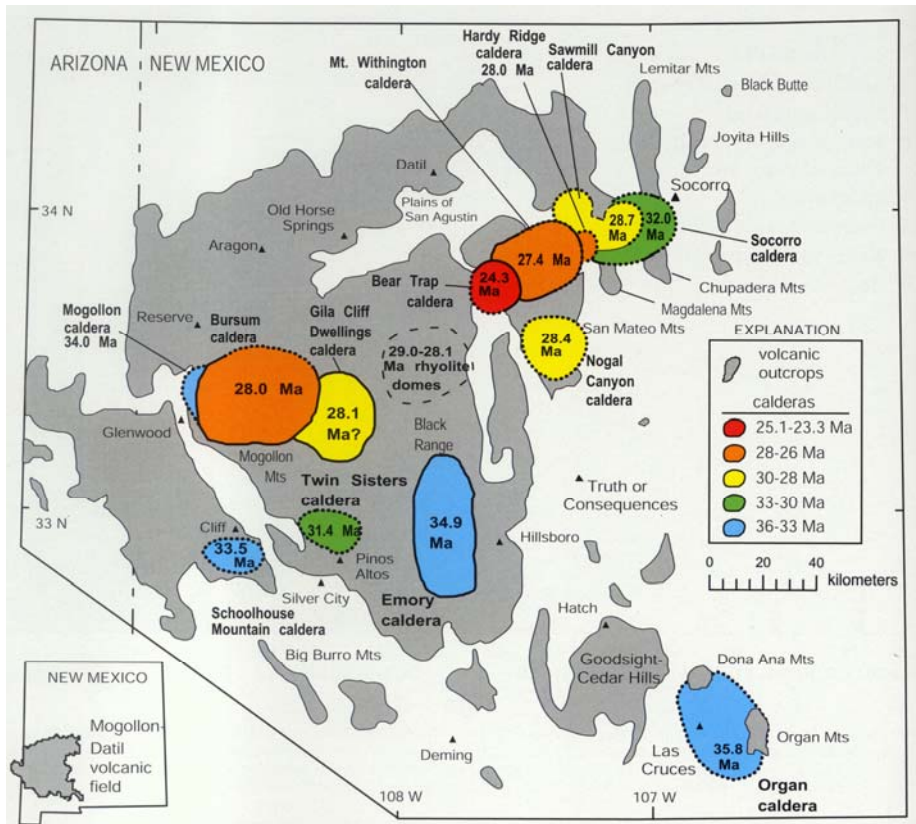 ARIZONA
NEW MEXICO
Hardy Ridge
caldera
28.0 Ma
Sawmill Canyon
caldera
Lemitar Mts
Black Butte
Mt. Withington
caldera
Joyita Hills
Datil
Socorro
Plains of
San Agustin
34 N
Old Horse
Springs
Aragon
28.7
Ma
32.0
Ma
27.4 Ma
Socorro
caldera
24.3
Ma
Bear Trap
caldera
Chupadera Mts
Magdalena Mts
Mogollon
caldera
34.0 Ma
Reserve
Bursum
caldera
Gila Cliff
Dwellings
caldera
San Mateo Mts
29.0-28.1
Ma rhyolite
domes
28.4
Ma
Nogal
Canyon
caldera
28.0 Ma
28.1
Ma?
Glenwood
Black
Range
Mogollon
Mts
Twin Sisters
caldera
Truth or
Consequences
33 N
Cliff
31.4 Ma
34.9
Ma
Hillsboro
33.5
Ma
Pinos
Altos
Silver City
Emory
caldera
Schoolhouse
Mountain caldera
Hatch
Big Burro Mts
Goodsight-
Cedar Hills
Dona Ana Mts
Deming
Las
Cruces
Organ Mts
35.8
Ma
Organ
caldera
108 W
107 W
EXPLANATION
volcanic
outcrops
calderas
25.1-23.3 Ma
28-26 Ma
30-28 Ma
33-30 Ma
36-33 Ma
0 20 40
kilometers
NEW MEXICO
Mogollon-
Datil
volcanic
field